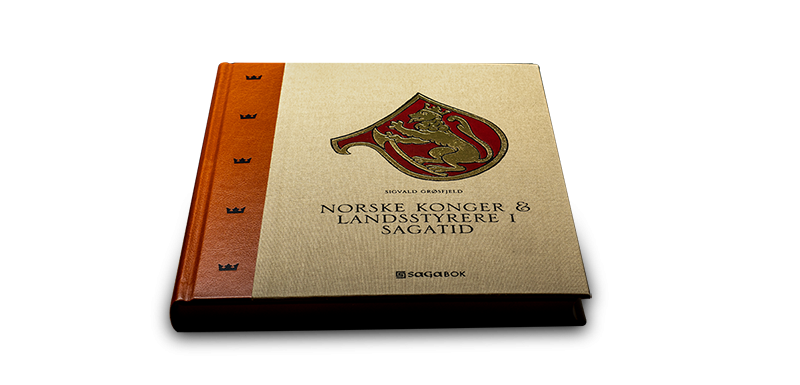 SIGVALD GRØSFJELD
NORSKE KONGER &
LANDSSTYRERE I
SAGATID
SAGABOK